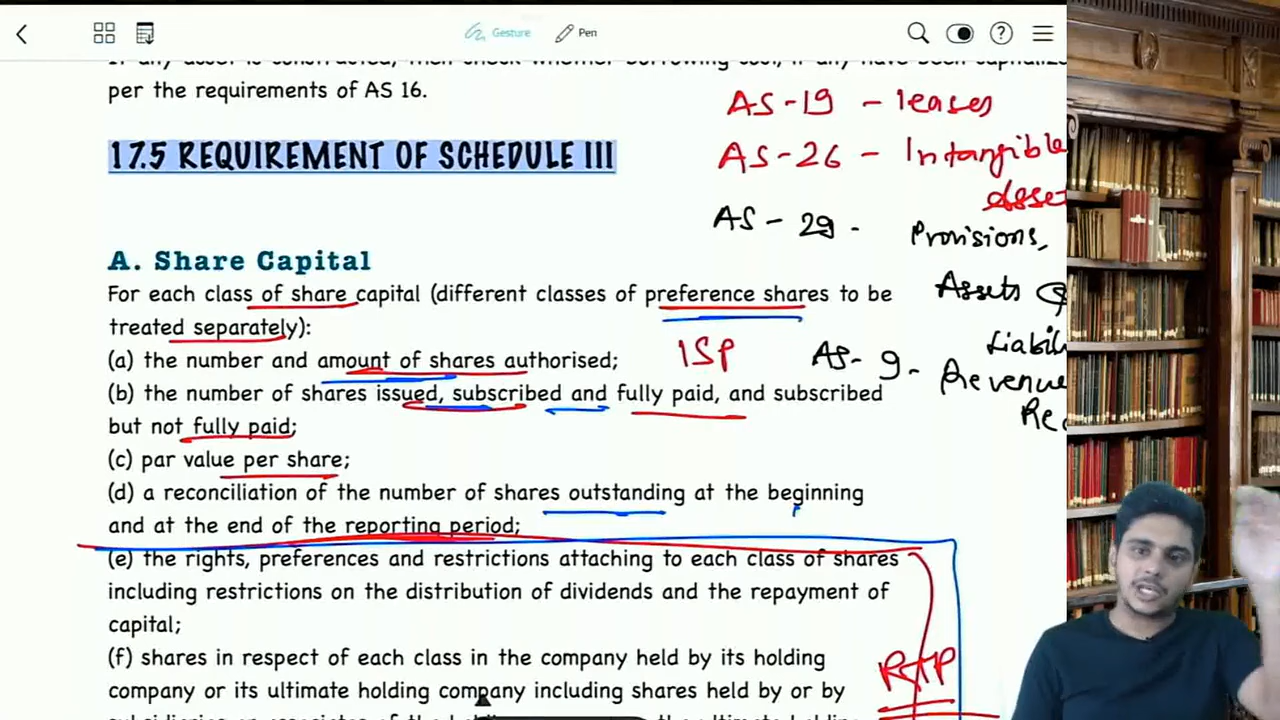 Gesture
Pen
per the requirements of AS 16.
AS-19 - leases
17.5 REQUIREMENT OF SCHEDULE III
AS-26 - Intangible
Asset
AS - 29 - Provisions,
A. Share Capital
For each class of share capital (different classes of preference shares to be
Assets &
treated separately):
(a) the number and amount of shares authorised;
ISP
AS- 9 - Revenue
(b) the number of shares issued, subscribed and fully paid, and subscribed
but not fully paid;
(c) par value per share;
(d) a reconciliation of the number of shares outstanding at the beginning
and at the end of the reporting period;
(e) the rights, preferences and restrictions attaching to each class of shares
including restrictions on the distribution of dividends and the repayment of
capital;
(f) shares in respect of each class in the company held by its holding
company or its ultimate holding company including shares held by or by